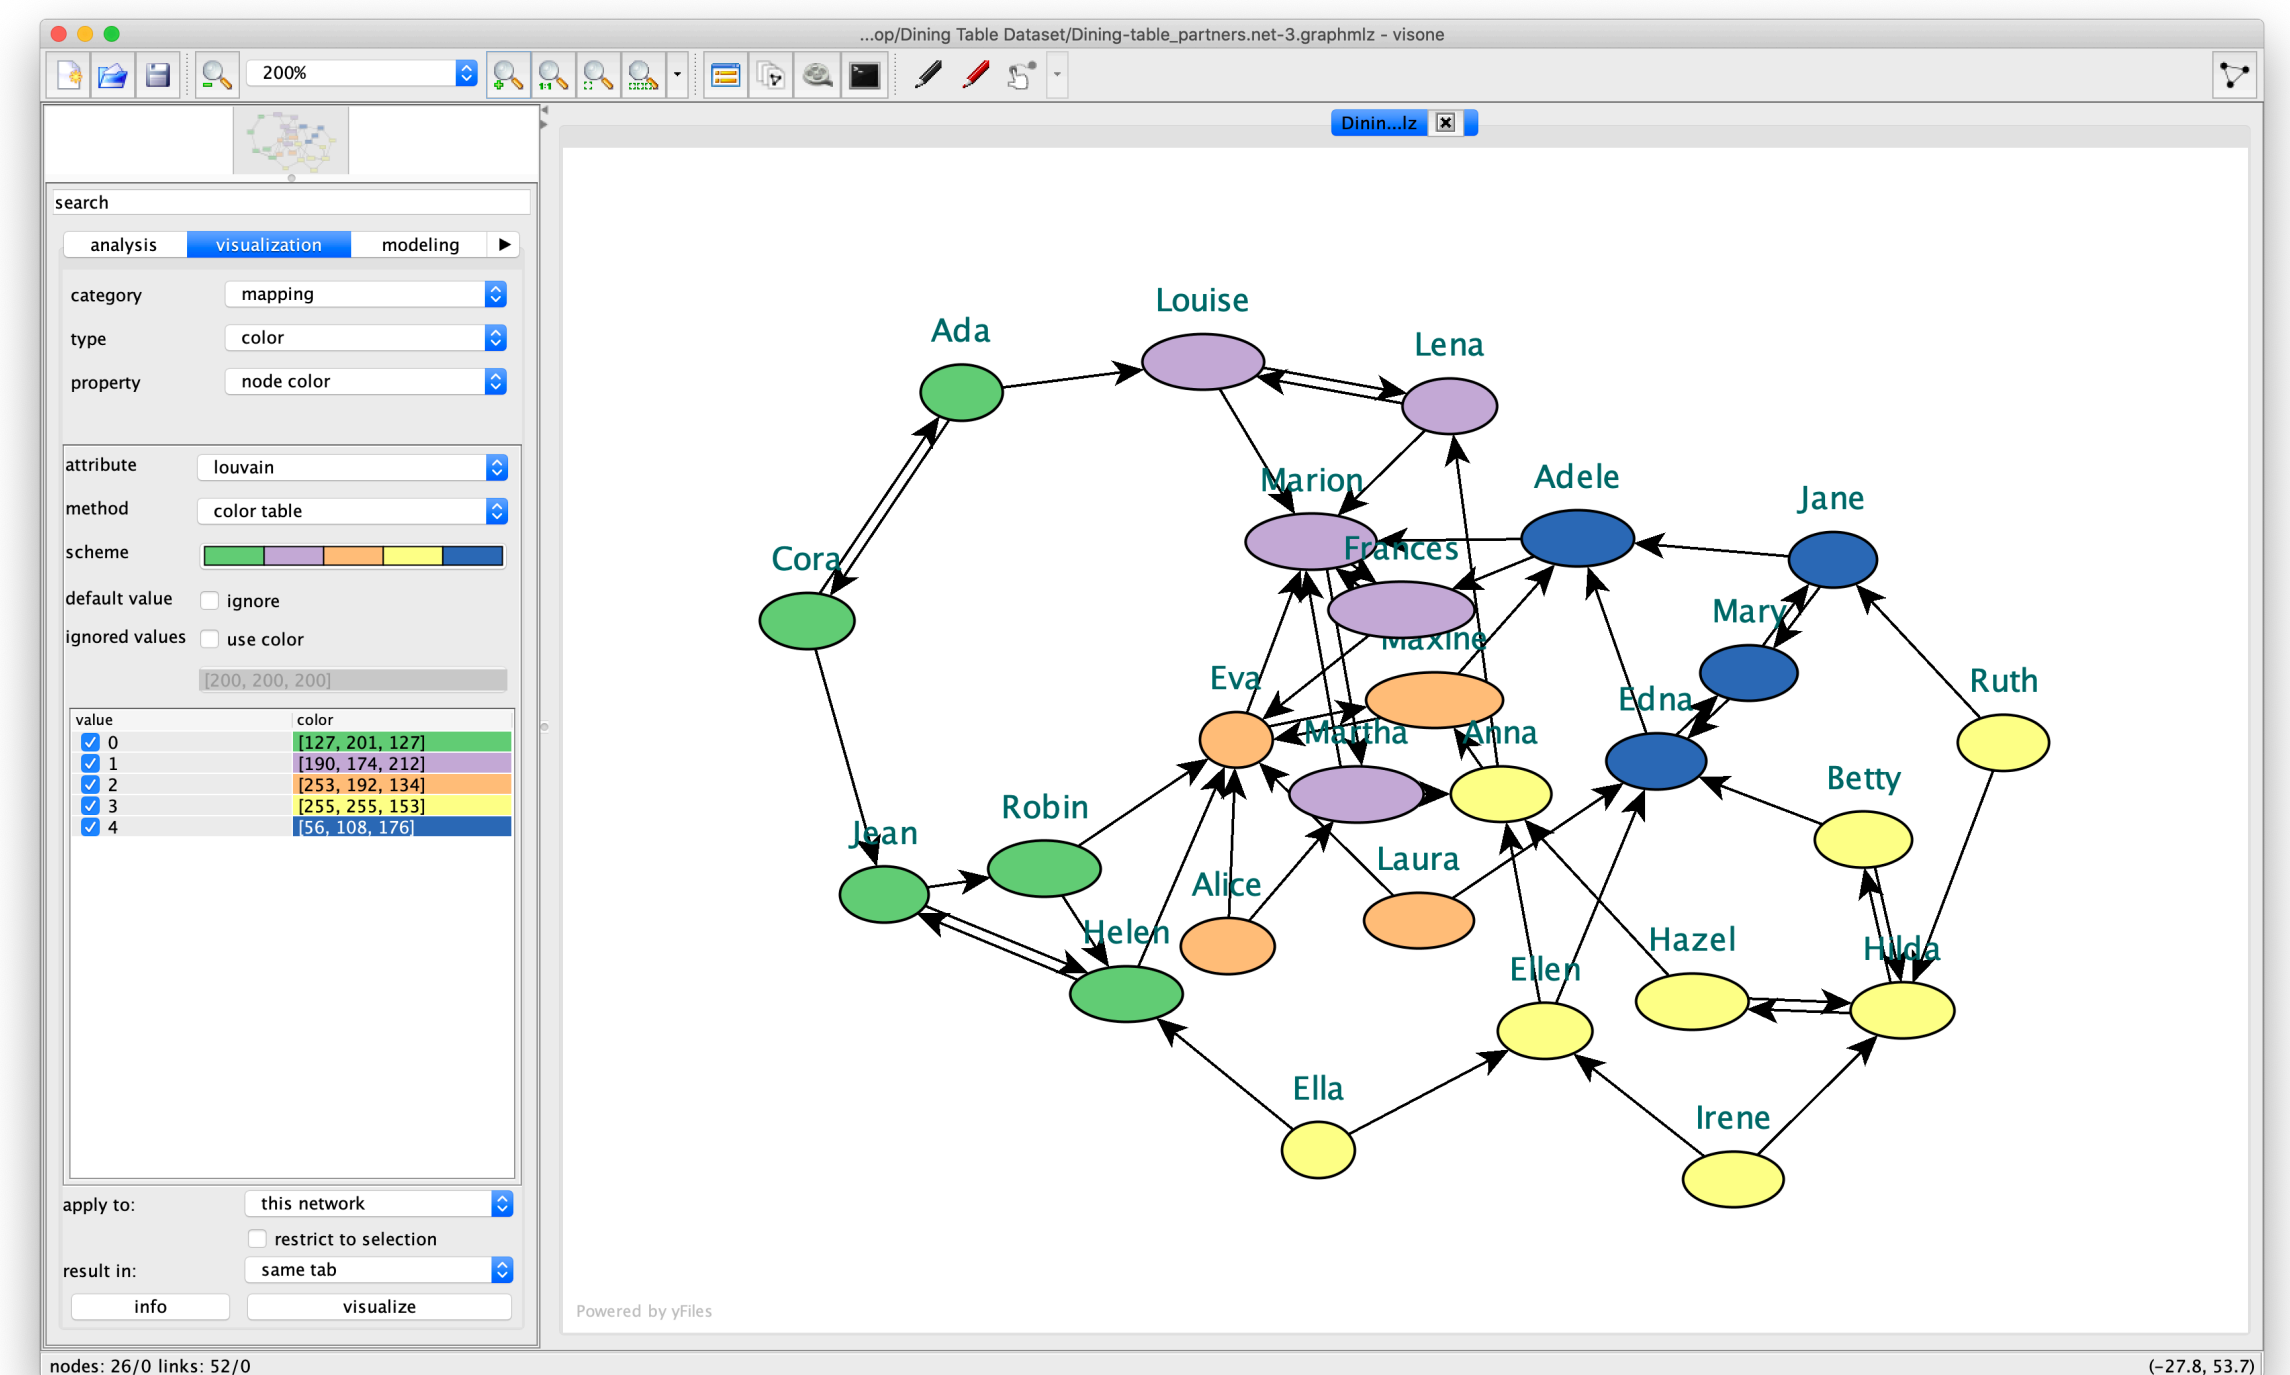 ...op/Dining Table Dataset/Dining-table_partners.net-3.graphmlz - visone
200%
1:1
Dinin...lz
search
analysis visualization modeling
category mapping
type color
property node color
attribute louvain
method color table
scheme
default value ignore
ignored values use color
[200, 200, 200]
value color
0 [127, 201, 127]
1 [190, 174, 212]
2 [253, 192, 134]
3 [255, 255, 153]
4 [56, 108, 176]
apply to: this network
restrict to selection
result in: same tab
info visualize
Louise
Ada
Lena
Marion
Adele
Jane
Frances
Cora
Mary
Maxine
Eva
Ruth
Edna
Martha
Anna
Betty
Robin
Jean
Laura
Alice
Helen
Hazel
Hilda
Ellen
Ella
Irene
Powered by yFiles
nodes: 26/0 links: 52/0
(-27.8, 53.7)